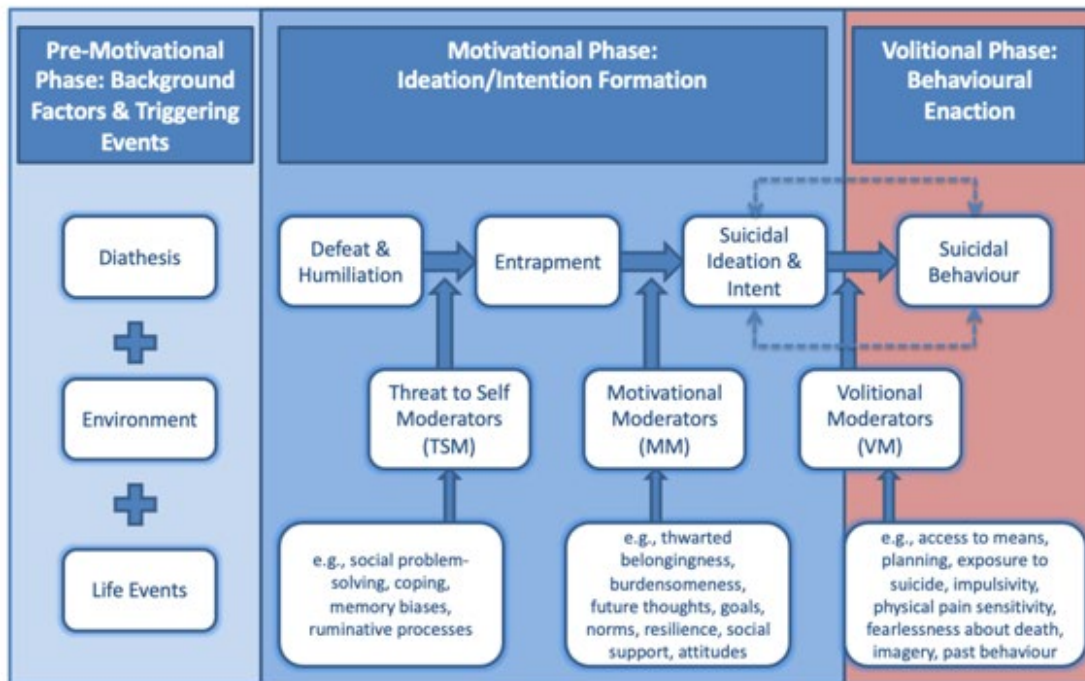 Pre-Motivational
Phase: Background
Factors & Triggering
Events
Motivational Phase:
Ideation/Intention Formation
Volitional Phase:
Behavioural
Enaction
Diathesis
Environment
Life Events
Defeat &
Humiliation
Entrapment
Suicidal
Ideation &
Intent
Suicidal
Behaviour
Threat to Self
Moderators
(TSM)
Motivational
Moderators
(MM)
Volitional
Moderators
(VM)
e.g., social problem-
solving, coping,
memory biases,
ruminative processes
e.g., thwarted
belongingness,
burdensomeness,
future thoughts, goals,
norms, resilience, social
support, attitudes
e.g., access to means,
planning, exposure to
suicide, impulsivity,
physical pain sensitivity,
fearlessness about death,
imagery, past behaviour